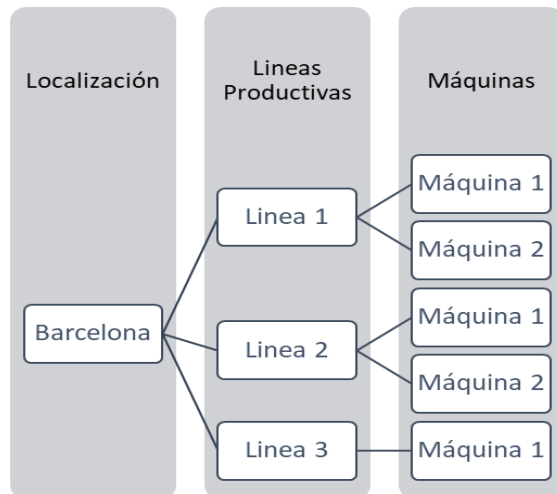 Localización
Lineas
Productivas
Máquinas
Barcelona
Linea 1
Linea 2
Linea 3
Máquina 1
Máquina 2
Máquina 1
Máquina 2
Máquina 1